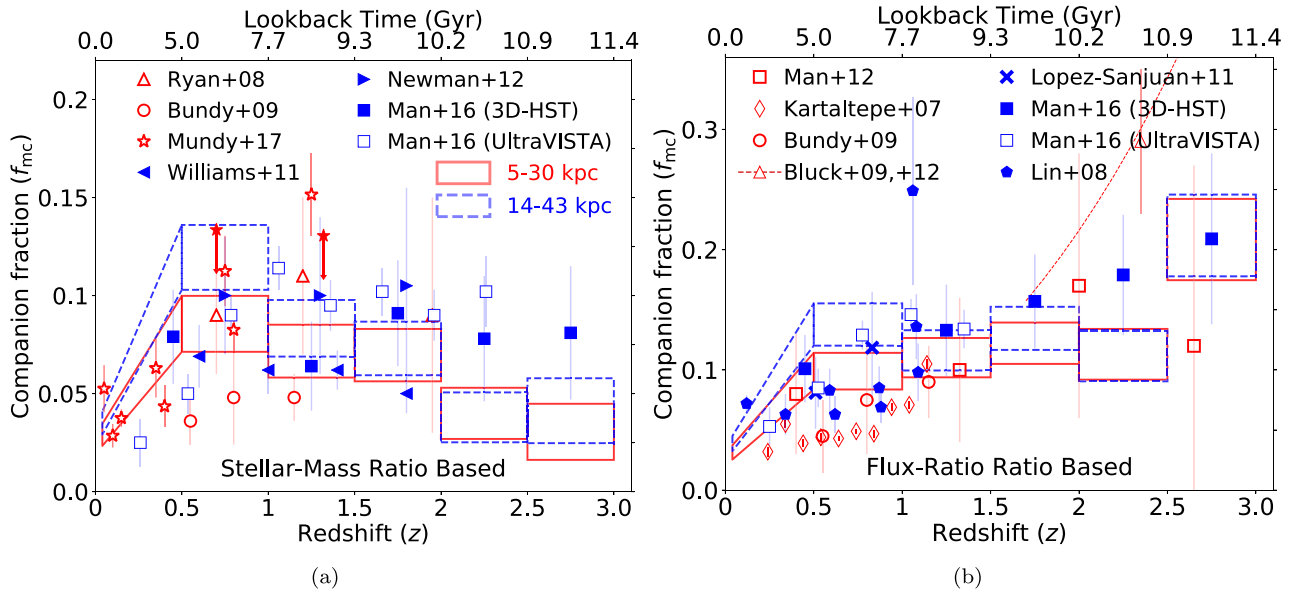 Lookback Time (Gyr)
0.0 5.0 7.7 9.3 10.2 10.9 11.4
Companion fraction (f_mc)
0.2
0.15
0.1
0.05
0.0
Ryan+08
Bundy+09
Mundy+17
Williams+11
Newman+12
Man+16 (3D-HST)
Man+16 (UltraVISTA)
5-30 kpc
14-43 kpc
Stellar-Mass Ratio Based
0 0.5 1.0 1.5 2.0 2.5 3.0
Redshift (z)
(a)
Lookback Time (Gyr)
0.0 5.0 7.7 9.3 10.2 10.9 11.4
Companion fraction (f_mc)
0.3
0.2
0.1
0.0
Man+12
Kartaltepe+07
Bundy+09
Bluck+09,+12
Lopez-Sanjuan+11
Man+16 (3D-HST)
Man+16 (UltraVISTA)
Lin+08
Flux-Ratio Ratio Based
0 0.5 1 1.5 2.0 2.5 3.0
Redshift (z)
(b)